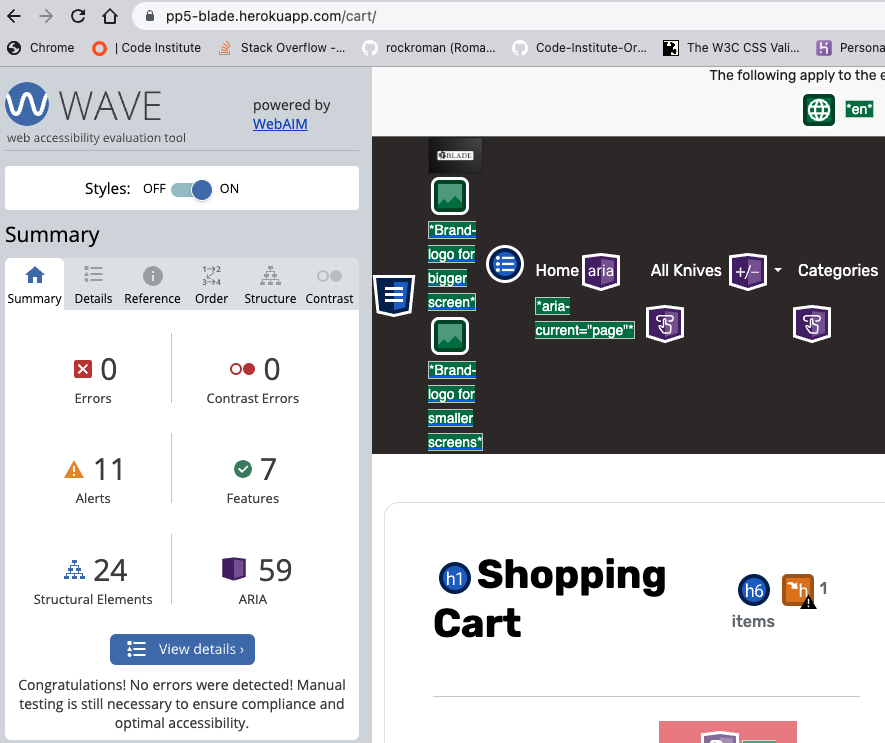 pp5-blade.herokuapp.com/cart/
Chrome
| Code Institute
Stack Overflow -...
rockroman (Roma...
Code-Institute-Or...
The W3C CSS Vali...
Persona
WAVE
web accessibility evaluation tool
powered by
WebAIM
Styles: OFF ON
Summary
Summary Details Reference Order Structure Contrast
0
Errors
0
Contrast Errors
11
Alerts
7
Features
24
Structural Elements
59
ARIA
View details ›
Congratulations! No errors were detected! Manual
testing is still necessary to ensure compliance and
optimal accessibility.
The following apply to the e
*en*
BLADE
*Brand-
logo for
bigger
screen*
*Brand-
logo for
smaller
screens*
Home aria
*aria-
current="page"*
All Knives +/-
Categories
h1 Shopping
Cart
h6 h 1
items